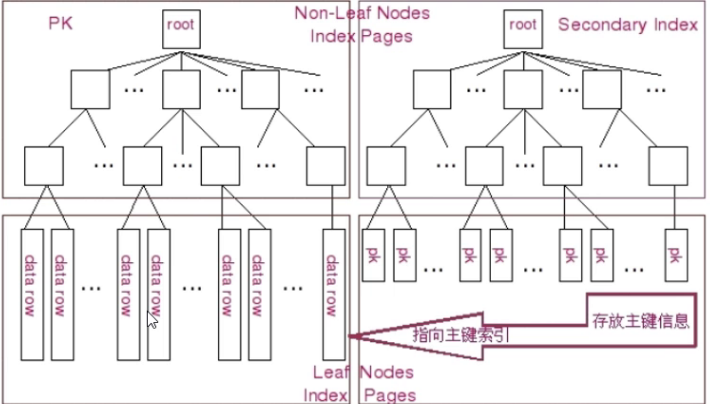 PK
root
Non-Leaf Nodes
Index Pages
root
Secondary Index
...
...
...
...
...
...
...
...
...
...
...
...
data row
data row
...
data row
data row
...
data row
data row
...
data row
pk
pk
...
pk
pk
...
pk
pk
...
pk
存放主键信息
指向主键索引
Leaf Nodes
Index Pages